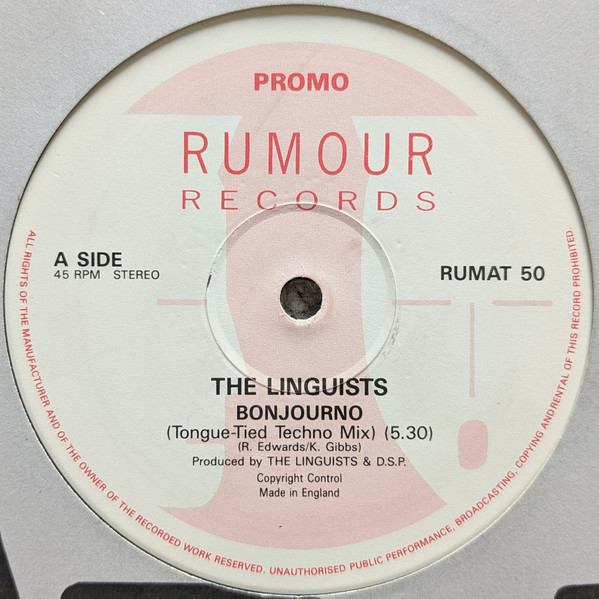 PROMO
RUMOUR
RECORDS
A SIDE
45 RPM STEREO
RUMAT 50
THE LINGUISTS
BONJOURNO
(Tongue-Tied Techno Mix) (5.30)
(R. Edwards/K. Gibbs)
Produced by THE LINGUISTS & D.S.P.
Copyright Control
Made in England
ALL RIGHTS OF THE MANUFACTURER AND OF THE OWNER OF THE RECORDED WORK RESERVED. UNAUTHORISED PUBLIC PERFORMANCE, BROADCASTING, COPYING AND RENTAL OF THIS RECORD PROHIBITED.